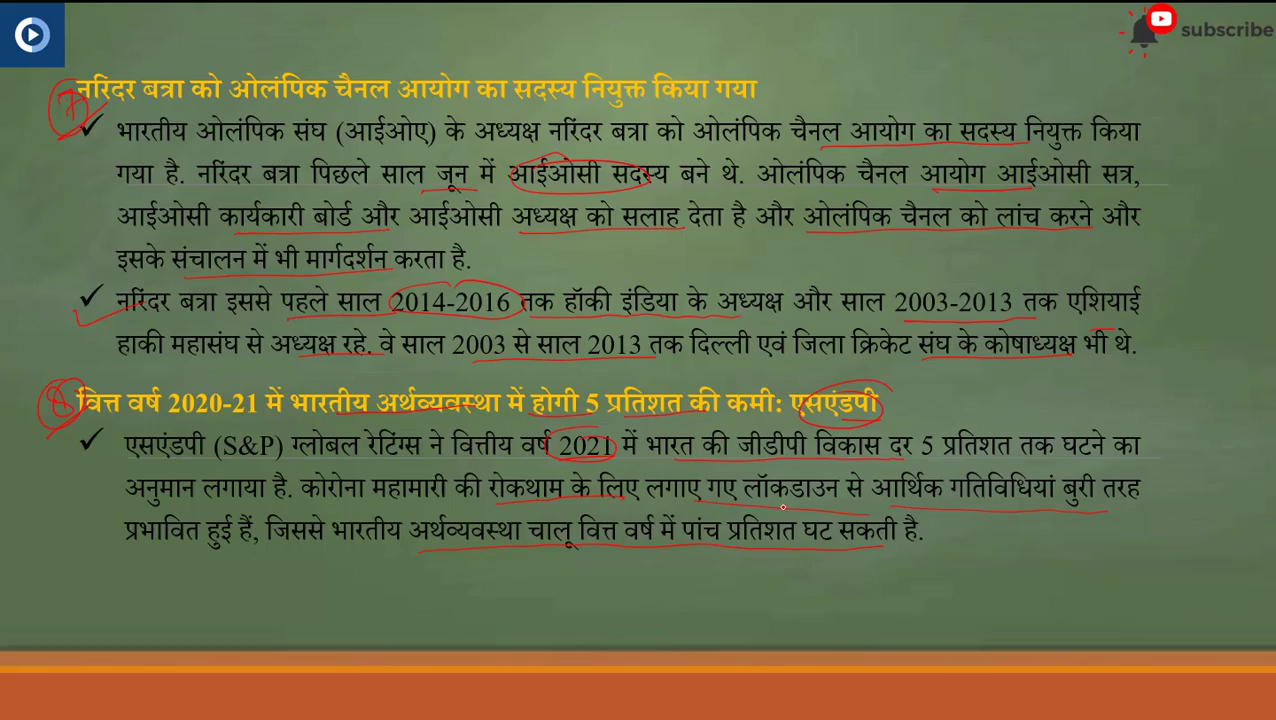 subscribe
7 नरिंदर बत्रा को ओलंपिक चैनल आयोग का सदस्य नियुक्त किया गया
✓ भारतीय ओलंपिक संघ (आईओए) के अध्यक्ष नरिंदर बत्रा को ओलंपिक चैनल आयोग का सदस्य नियुक्त किया
गया है. नरिंदर बत्रा पिछले साल जून में आईओसी सदस्य बने थे. ओलंपिक चैनल आयोग आईओसी सत्र,
आईओसी कार्यकारी बोर्ड और आईओसी अध्यक्ष को सलाह देता है और ओलंपिक चैनल को लांच करने और
इसके संचालन में भी मार्गदर्शन करता है.
✓ नरिंदर बत्रा इससे पहले साल 2014-2016 तक हॉकी इंडिया के अध्यक्ष और साल 2003-2013 तक एशियाई
हाकी महासंघ से अध्यक्ष रहे. वे साल 2003 से साल 2013 तक दिल्ली एवं जिला क्रिकेट संघ के कोषाध्यक्ष भी थे.
8 वित्त वर्ष 2020-21 में भारतीय अर्थव्यवस्था में होगी 5 प्रतिशत की कमी: एसएंडपी
✓ एसएंडपी (S&P) ग्लोबल रेटिंग्स ने वित्तीय वर्ष 2021 में भारत की जीडीपी विकास दर 5 प्रतिशत तक घटने का
अनुमान लगाया है. कोरोना महामारी की रोकथाम के लिए लगाए गए लॉकडाउन से आर्थिक गतिविधियां बुरी तरह
प्रभावित हुई हैं, जिससे भारतीय अर्थव्यवस्था चालू वित्त वर्ष में पांच प्रतिशत घट सकती है.